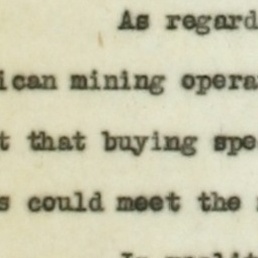 As regard
ican mining opera
t that buying spe
s could meet the